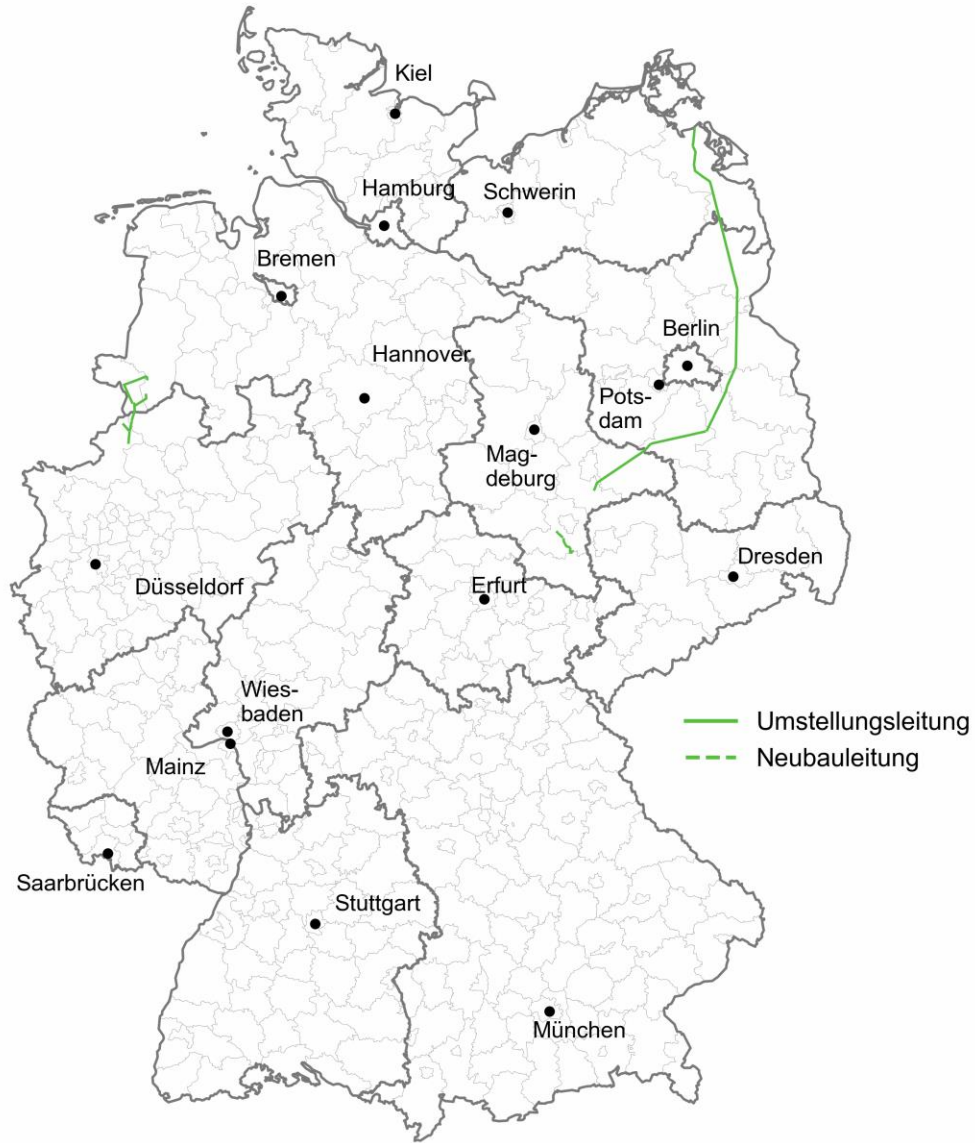 Kiel
Hamburg
Schwerin
Bremen
Berlin
Hannover
Pots-
dam
Mag-
deburg
Dresden
Düsseldorf
Erfurt
Wies-
baden
Umstellungsleitung
Neubauleitung
Mainz
Saarbrücken
Stuttgart
München